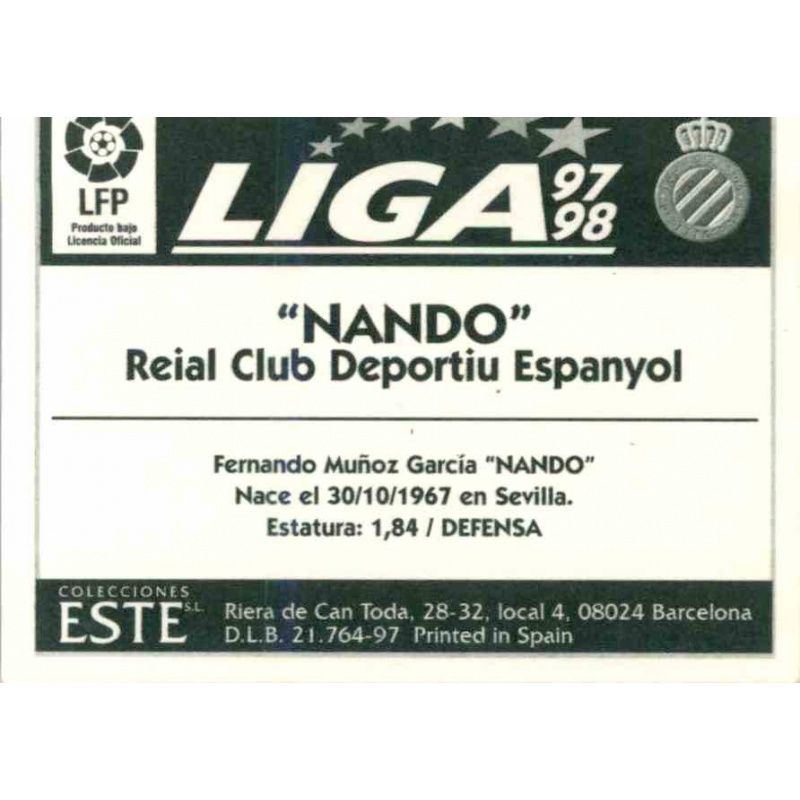 LFP
Producto bajo
Licencia Oficial
LIGA 97 98
"NANDO"
Reial Club Deportiu Espanyol
Fernando Muñoz García "NANDO"
Nace el 30/10/1967 en Sevilla.
Estatura: 1,84 / DEFENSA
COLECCIONES
ESTE S.L.
Riera de Can Toda, 28-32, local 4, 08024 Barcelona
D.L.B. 21.764-97 Printed in Spain